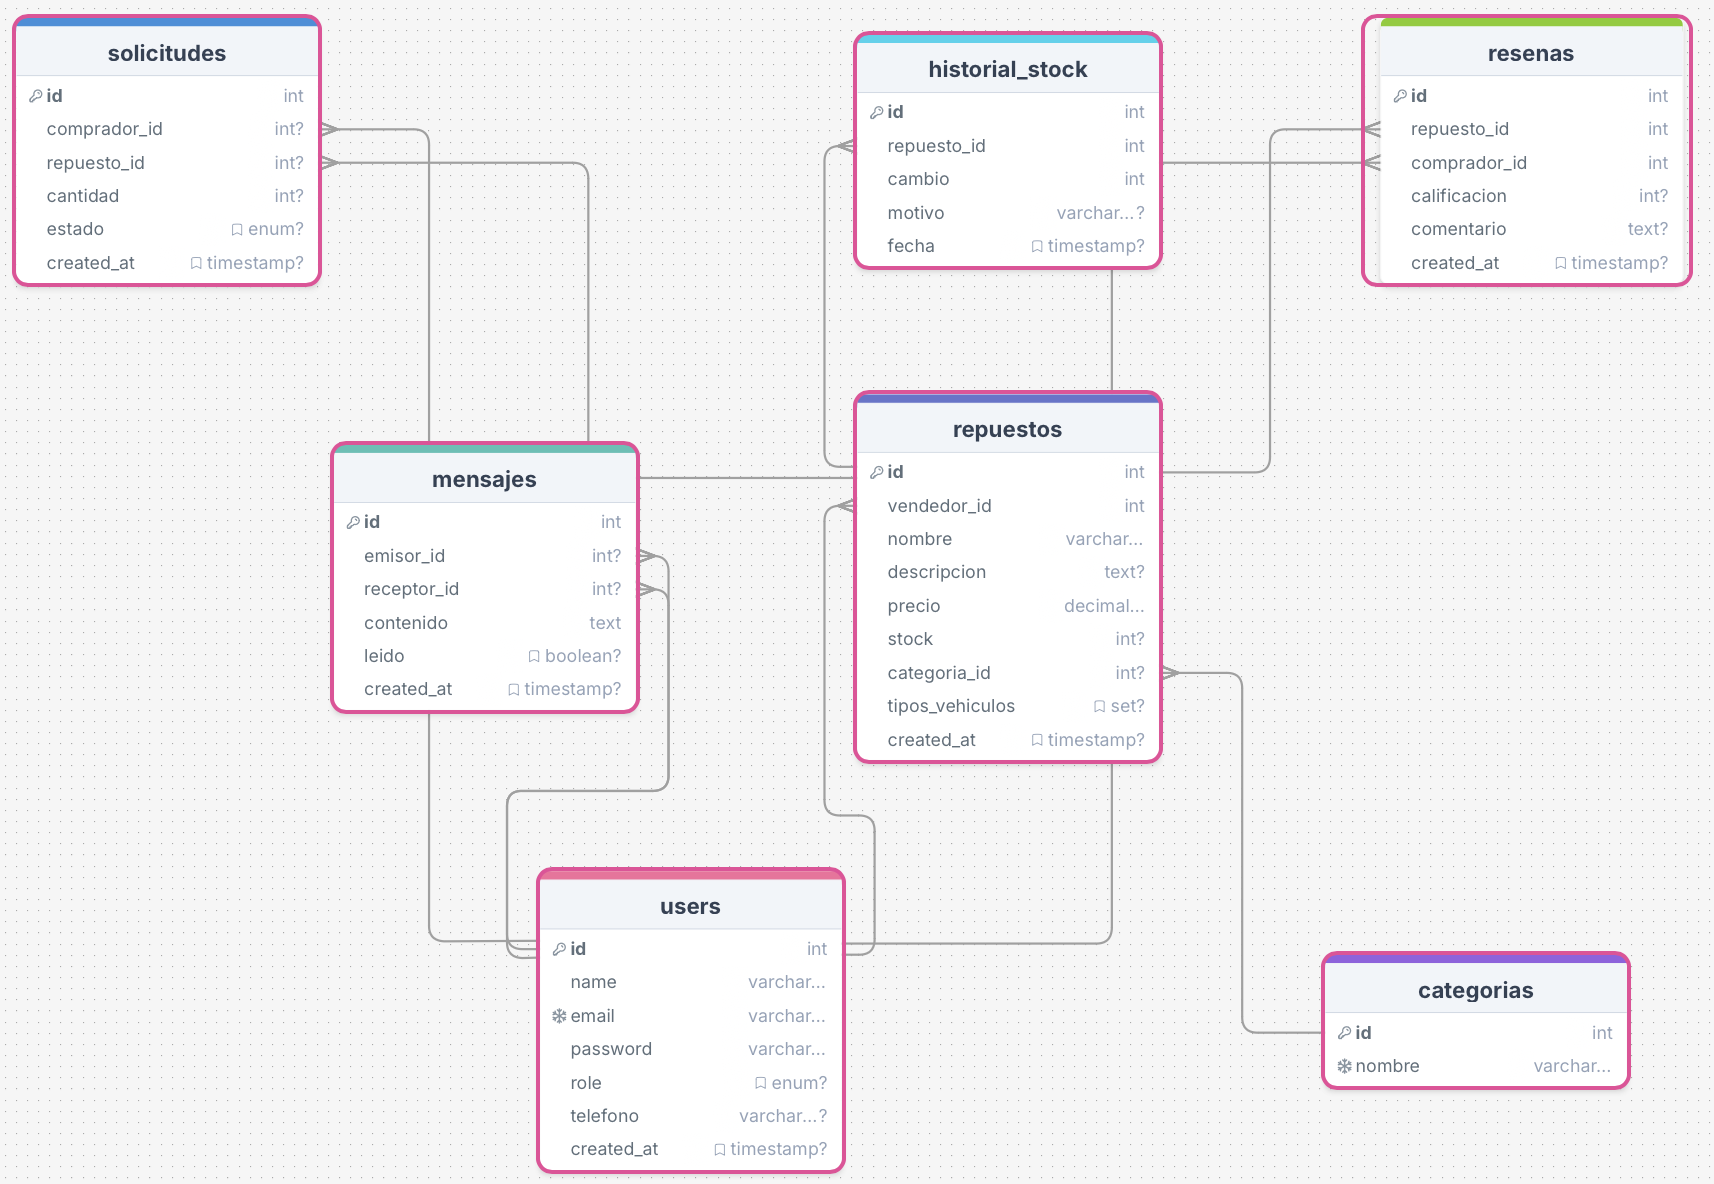 solicitudes
id int
comprador_id int?
repuesto_id int?
cantidad int?
estado enum?
created_at timestamp?
historial_stock
id int
repuesto_id int
cambio int
motivo varchar...?
fecha timestamp?
resenas
id int
repuesto_id int
comprador_id int
calificacion int?
comentario text?
created_at timestamp?
mensajes
id int
emisor_id int?
receptor_id int?
contenido text
leido boolean?
created_at timestamp?
repuestos
id int
vendedor_id int
nombre varchar...
descripcion text?
precio decimal...
stock int?
categoria_id int?
tipos_vehiculos set?
created_at timestamp?
users
id int
name varchar...
email varchar...
password varchar...
role enum?
telefono varchar...?
created_at timestamp?
categorias
id int
nombre varchar...